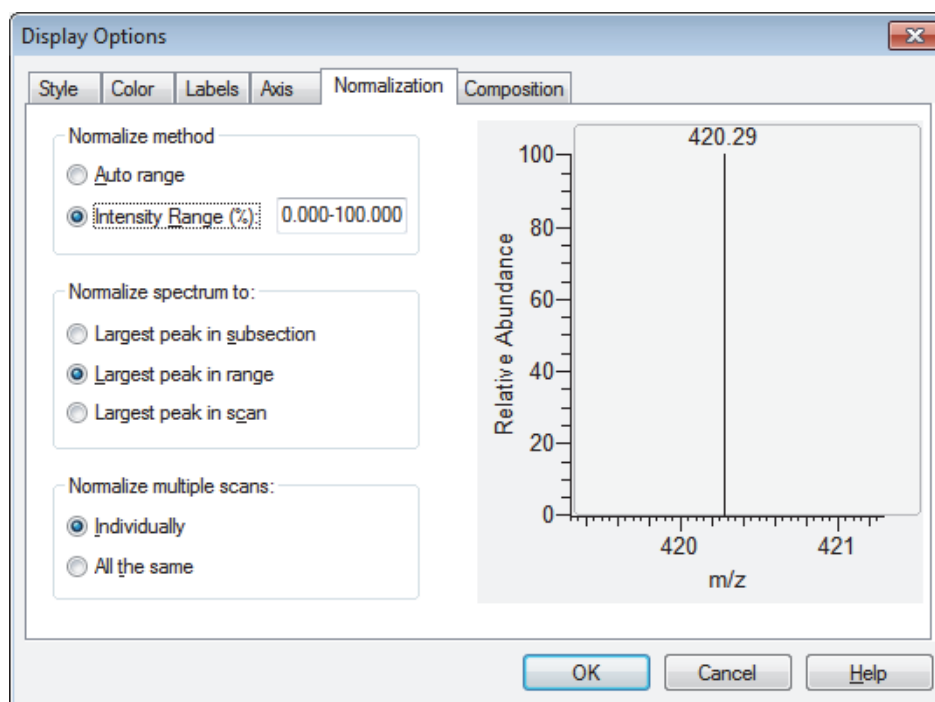 Display Options
Style Color Labels Axis Normalization Composition
Normalize method
Auto range
Intensity Range (%): 0.000-100.000
Normalize spectrum to:
Largest peak in subsection
Largest peak in range
Largest peak in scan
Normalize multiple scans:
Individually
All the same
420.29
100
80
60
40
20
0
Relative Abundance
420 421
m/z
OK Cancel Help